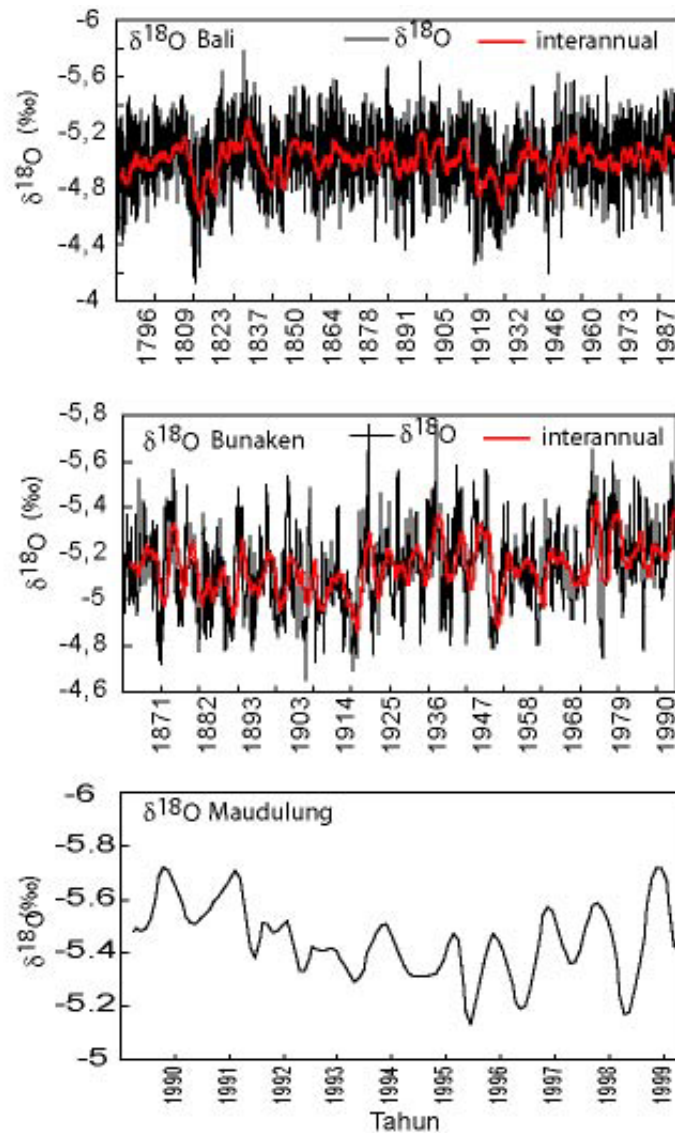 δ18O Bali δ18O interannual
δ18O (‰)
-6
-5,6
-5,2
-4,8
-4,4
-4
1796 1809 1823 1837 1850 1864 1878 1891 1905 1919 1932 1946 1960 1973 1987
δ18O Bunaken δ18O interannual
δ18O (‰)
-5,8
-5,6
-5,4
-5,2
-5
-4,8
-4,6
1871 1882 1893 1903 1914 1925 1936 1947 1958 1968 1979 1990
δ18O Maudulung
δ18O(‰)
-6
-5.8
-5.6
-5.4
-5.2
-5
1990 1991 1992 1993 1994 1995 1996 1997 1998 1999
Tahun